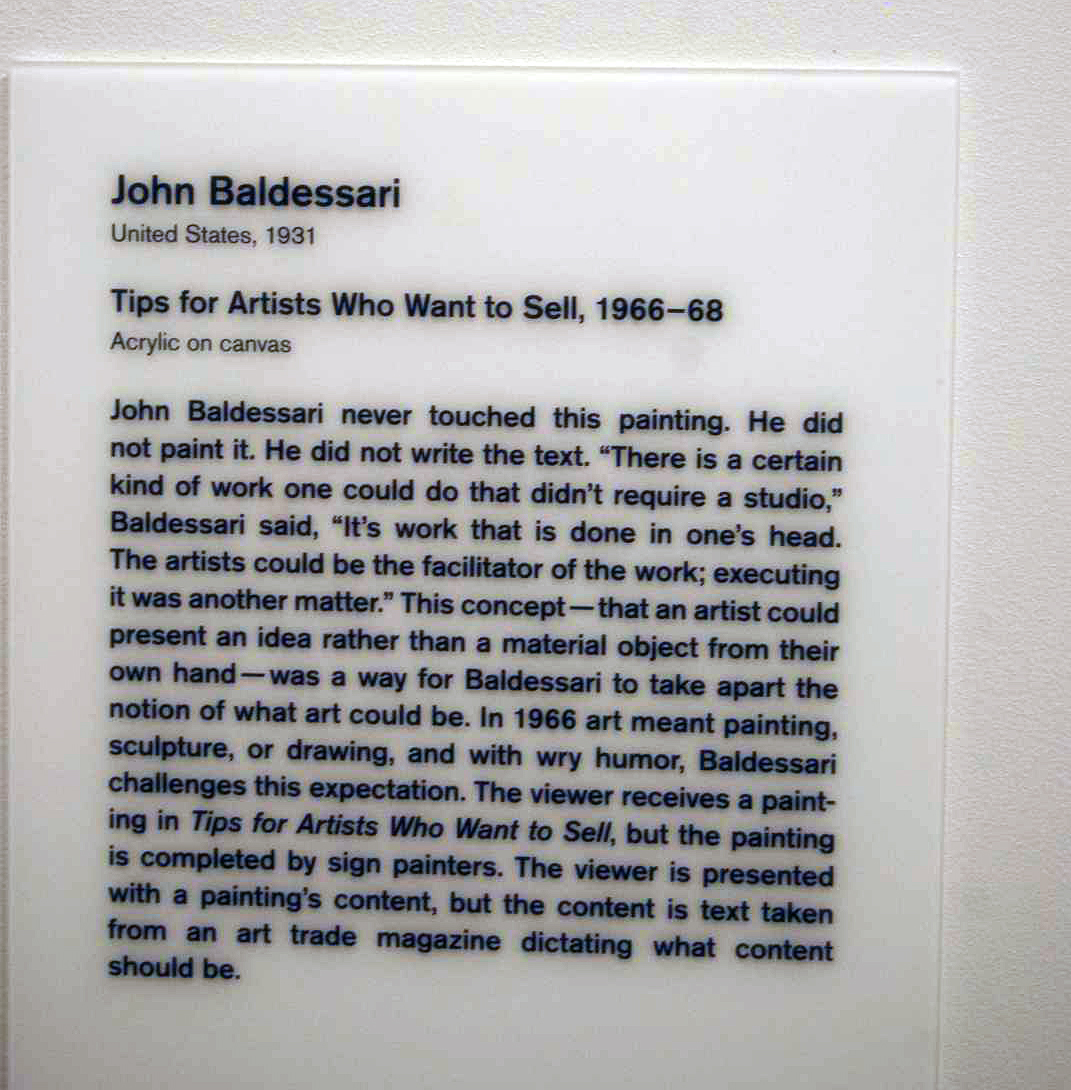 John Baldessari
United States, 1931
Tips for Artists Who Want to Sell, 1966–68
Acrylic on canvas
John Baldessari never touched this painting. He did
not paint it. He did not write the text. “There is a certain
kind of work one could do that didn’t require a studio,”
Baldessari said, “It’s work that is done in one’s head.
The artists could be the facilitator of the work; executing
it was another matter.” This concept—that an artist could
present an idea rather than a material object from their
own hand—was a way for Baldessari to take apart the
notion of what art could be. In 1966 art meant painting,
sculpture, or drawing, and with wry humor, Baldessari
challenges this expectation. The viewer receives a paint-
ing in Tips for Artists Who Want to Sell, but the painting
is completed by sign painters. The viewer is presented
with a painting’s content, but the content is text taken
from an art trade magazine dictating what content
should be.